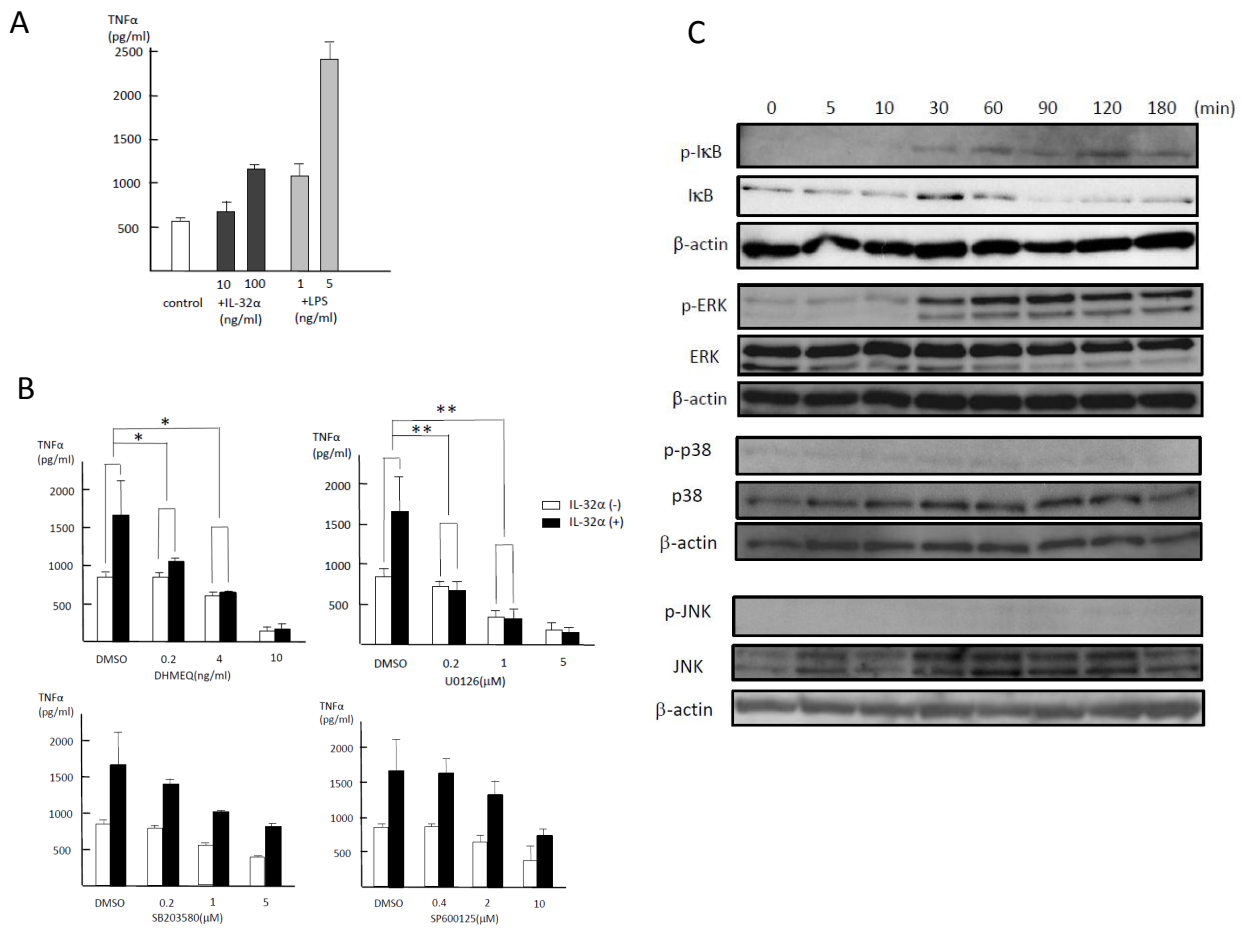 A
TNFα
(pg/ml)
2500
2000
1500
1000
500
10 100 1 5
control +IL-32α +LPS
(ng/ml) (ng/ml)
B
TNFα
(pg/ml)
2000
1500
1000
500
* *
DMSO 0.2 4 10
DHMEQ(ng/ml)
TNFα
(pg/ml)
2000
1500
1000
500
** **
IL-32α (-)
IL-32α (+)
DMSO 0.2 1 5
U0126(μM)
TNFα
(pg/ml)
2000
1500
1000
500
DMSO 0.2 1 5
SB203580(μM)
TNFα
(pg/ml)
2000
1500
1000
500
DMSO 0.4 2 10
SP600125(μM)
C
0 5 10 30 60 90 120 180 (min)
p-IκB
IκB
β-actin
p-ERK
ERK
β-actin
p-p38
p38
β-actin
p-JNK
JNK
β-actin